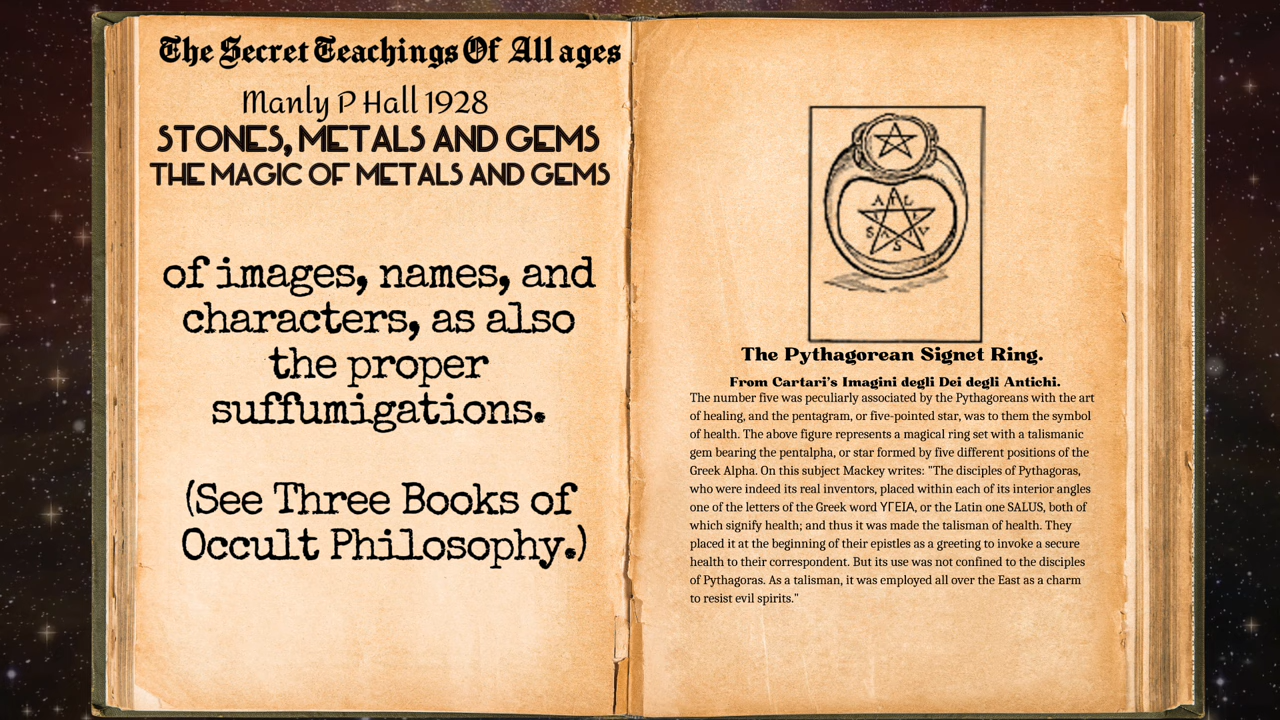 The Secret Teachings Of All ages
Manly P Hall 1928
STONES, METALS AND GEMS
THE MAGIC OF METALS AND GEMS
of images, names, and
characters, as also
the proper
suffumigations.
(See Three Books of
Occult Philosophy.)
The Pythagorean Signet Ring.
From Cartari's Imagini degli Dei degli Antichi.
The number five was peculiarly associated by the Pythagoreans with the art
of healing, and the pentagram, or five-pointed star, was to them the symbol
of health. The above figure represents a magical ring set with a talismanic
gem bearing the pentalpha, or star formed by five different positions of the
Greek Alpha. On this subject Mackey writes: "The disciples of Pythagoras,
who were indeed its real inventors, placed within each of its interior angles
one of the letters of the Greek word ΥΓΕΙΑ, or the Latin one SALUS, both of
which signify health; and thus it was made the talisman of health. They
placed it at the beginning of their epistles as a greeting to invoke a secure
health to their correspondent. But its use was not confined to the disciples
of Pythagoras. As a talisman, it was employed all over the East as a charm
to resist evil spirits."